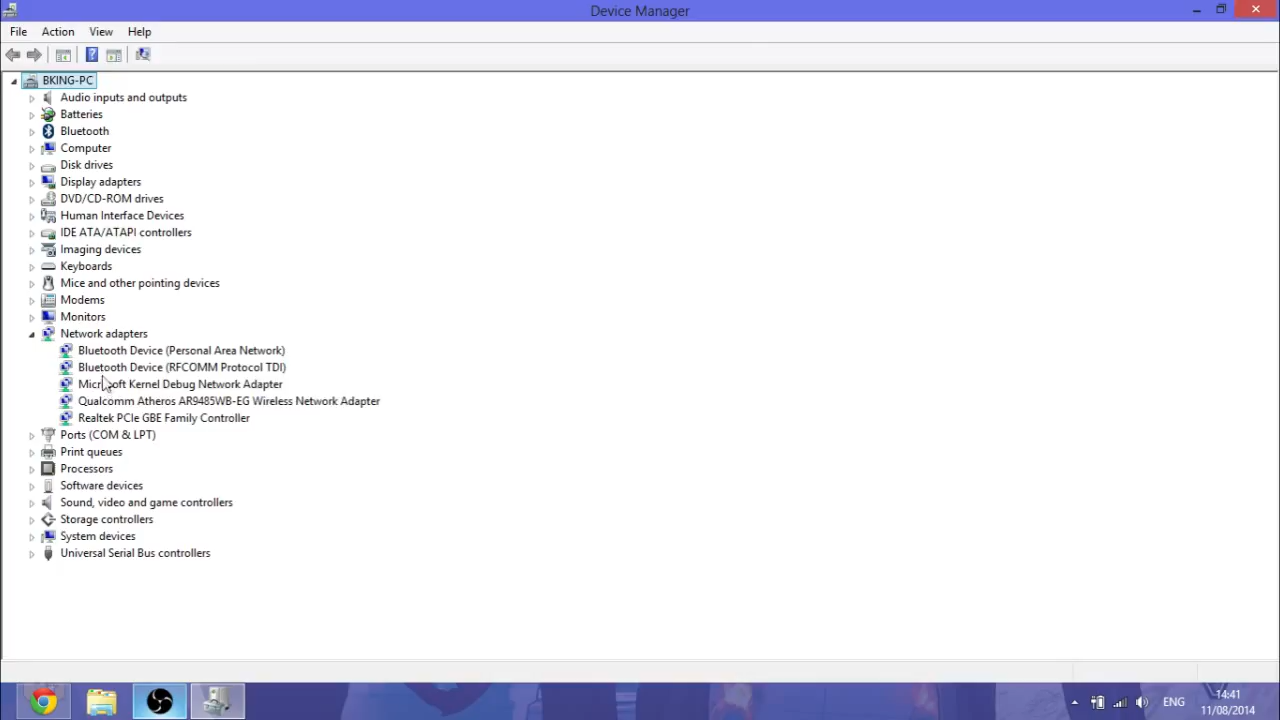 Device Manager
File Action View Help
BKING-PC
Audio inputs and outputs
Batteries
Bluetooth
Computer
Disk drives
Display adapters
DVD/CD-ROM drives
Human Interface Devices
IDE ATA/ATAPI controllers
Imaging devices
Keyboards
Mice and other pointing devices
Modems
Monitors
Network adapters
Bluetooth Device (Personal Area Network)
Bluetooth Device (RFCOMM Protocol TDI)
Microsoft Kernel Debug Network Adapter
Qualcomm Atheros AR9485WB-EG Wireless Network Adapter
Realtek PCIe GBE Family Controller
Ports (COM & LPT)
Print queues
Processors
Software devices
Sound, video and game controllers
Storage controllers
System devices
Universal Serial Bus controllers
ENG
14:41
11/08/2014